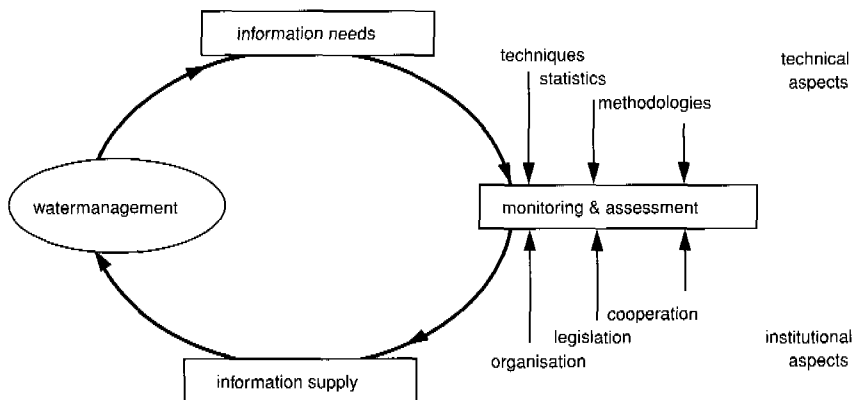 information needs
techniques
technical
statistics
aspects
methodologies
watermanagement
monitoring & assessment
cooperation
legislation
institutional
organisation
aspects
information supply